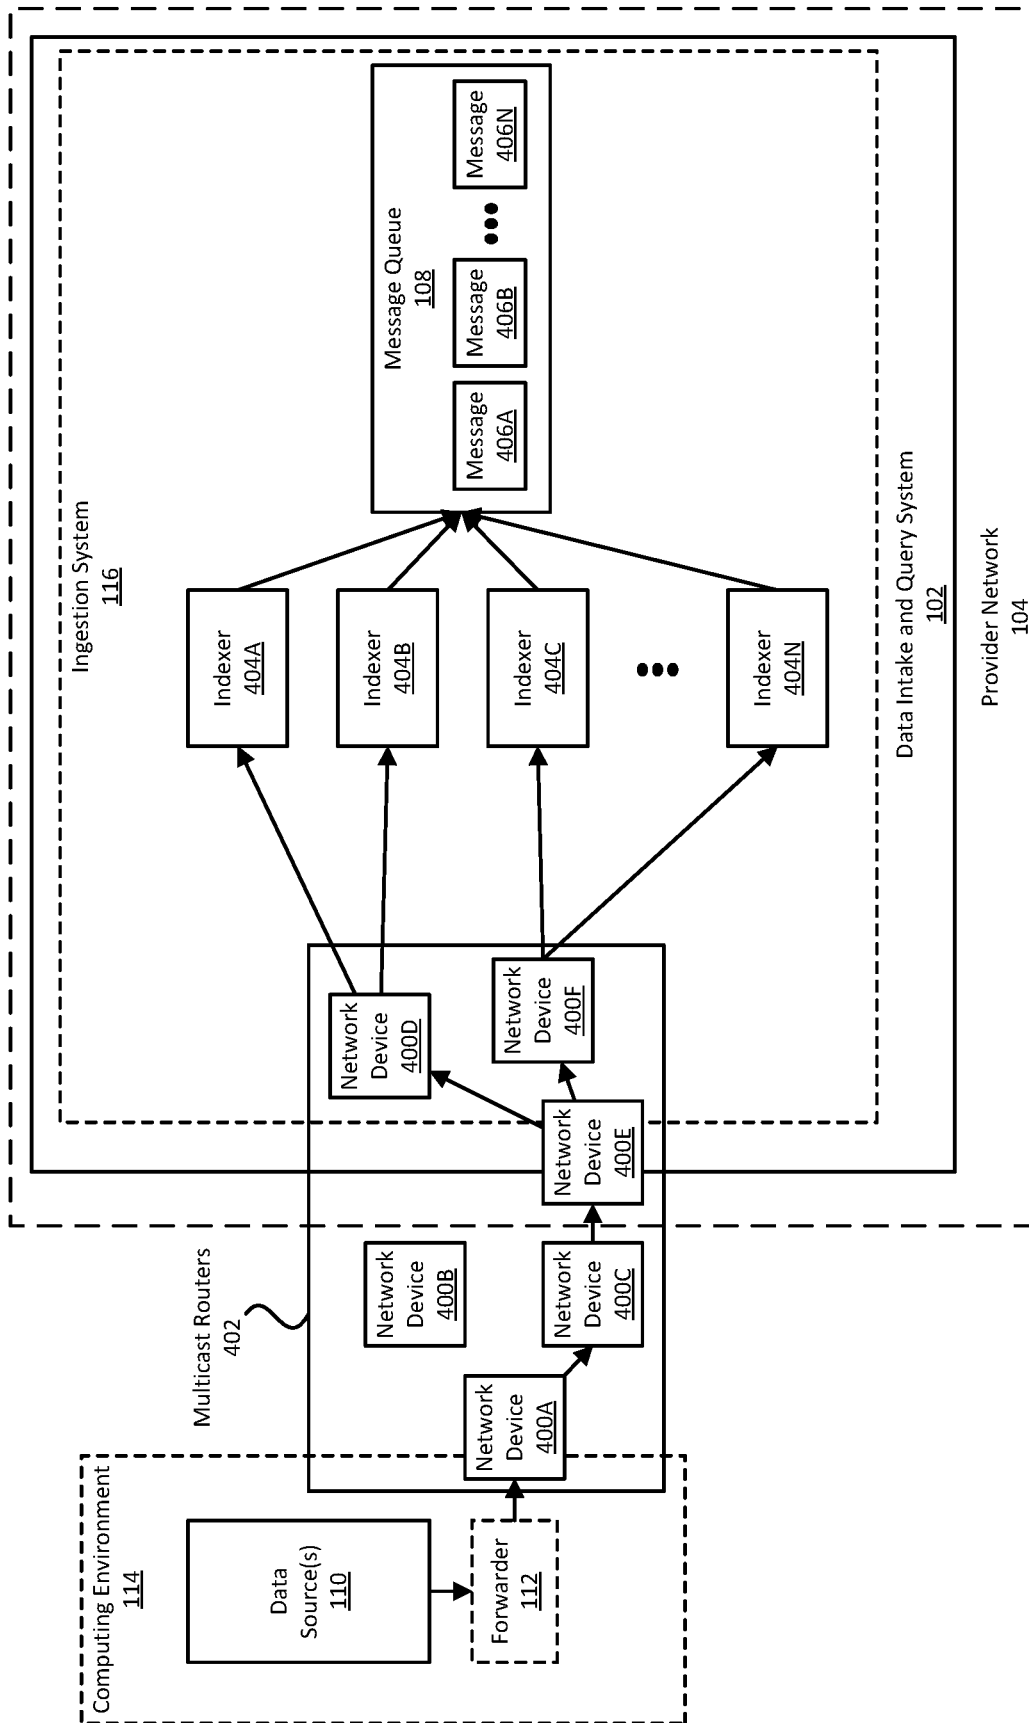 Computing Environment
114
Data
Source(s)
110
Forwarder
112
Multicast Routers
402
Network
Device
400A
Network
Device
400B
Network
Device
400C
Network
Device
400D
Network
Device
400E
Network
Device
400F
Ingestion System
116
Indexer
404A
Indexer
404B
Indexer
404C
Indexer
404N
Message Queue
108
Message
406A
Message
406B
Message
406N
Data Intake and Query System
102
Provider Network
104